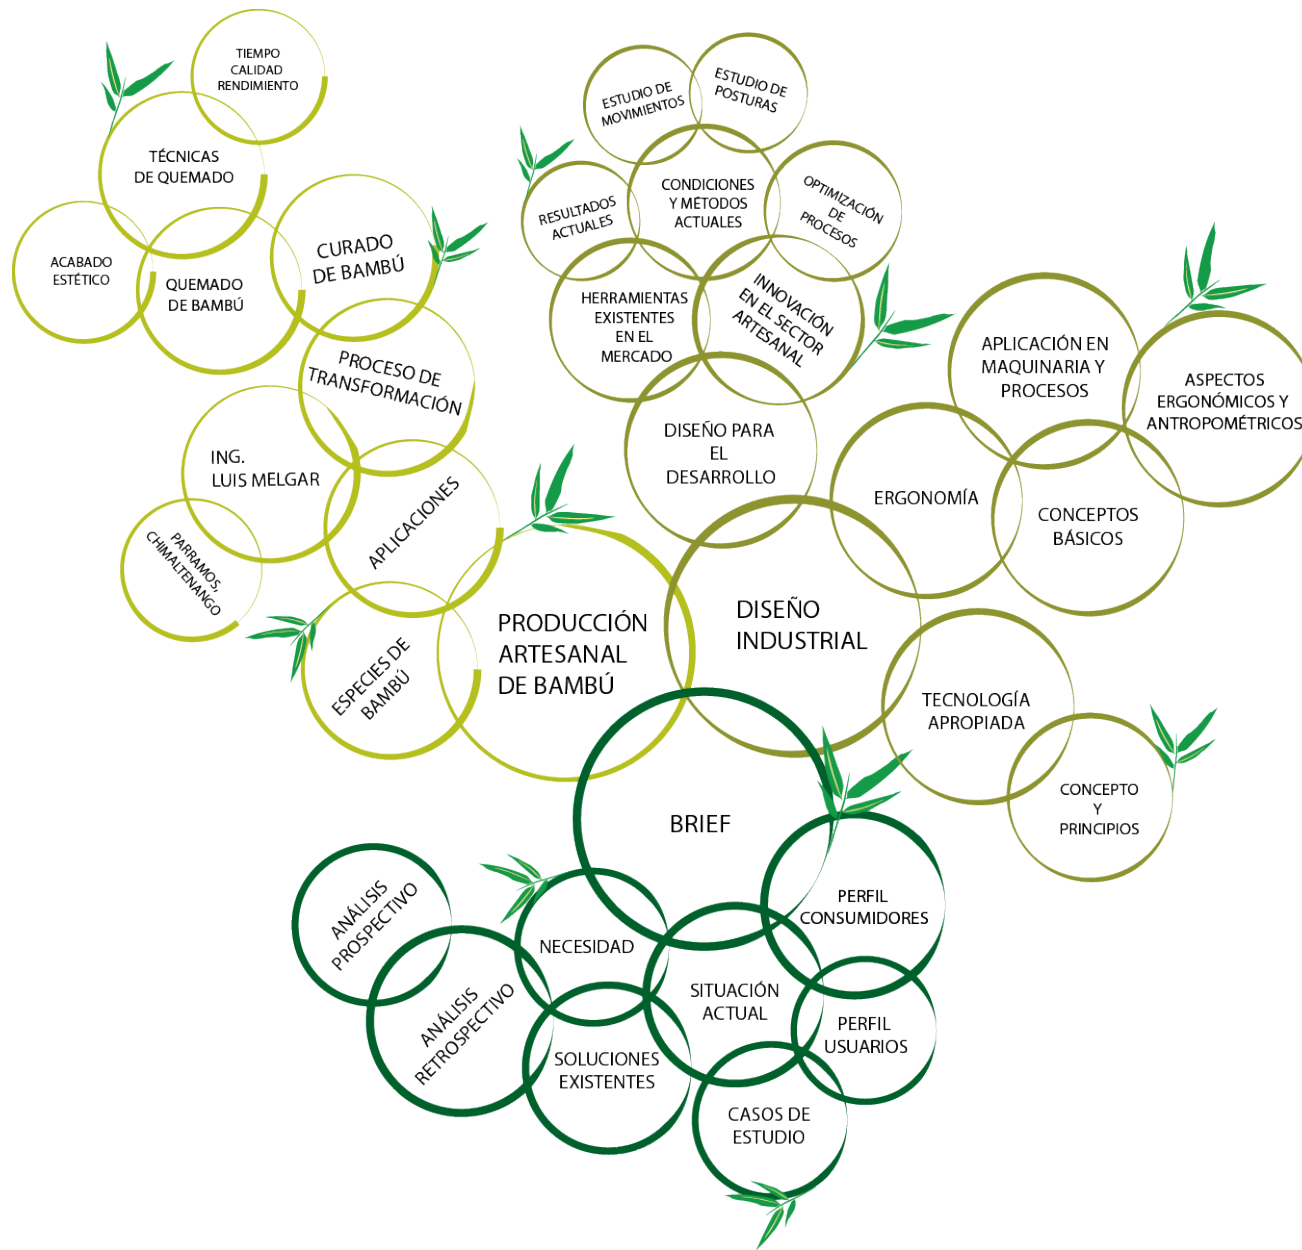 TIEMPO
CALIDAD
RENDIMIENTO
TÉCNICAS
DE QUEMADO
ACABADO
ESTÉTICO
QUEMADO
DE BAMBÚ
CURADO
DE BAMBÚ
PROCESO DE
TRANSFORMACIÓN
ING.
LUIS MELGAR
PARRAMOS,
CHIMALTENANGO
APLICACIONES
ESPECIES DE
BAMBÚ
PRODUCCIÓN
ARTESANAL
DE BAMBÚ
ESTUDIO DE
MOVIMIENTOS
ESTUDIO DE
POSTURAS
RESULTADOS
ACTUALES
CONDICIONES
Y MÉTODOS
ACTUALES
OPTIMIZACIÓN
DE
PROCESOS
HERRAMIENTAS
EXISTENTES
EN EL
MERCADO
INNOVACIÓN
EN EL SECTOR
ARTESANAL
DISEÑO PARA
EL
DESARROLLO
DISEÑO
INDUSTRIAL
ERGONOMÍA
APLICACIÓN EN
MAQUINARIA Y
PROCESOS
ASPECTOS
ERGONÓMICOS Y
ANTROPOMÉTRICOS
CONCEPTOS
BÁSICOS
TECNOLOGÍA
APROPIADA
CONCEPTO
Y
PRINCIPIOS
BRIEF
PERFIL
CONSUMIDORES
NECESIDAD
SITUACIÓN
ACTUAL
PERFIL
USUARIOS
ANÁLISIS
PROSPECTIVO
ANÁLISIS
RETROSPECTIVO
SOLUCIONES
EXISTENTES
CASOS DE
ESTUDIO